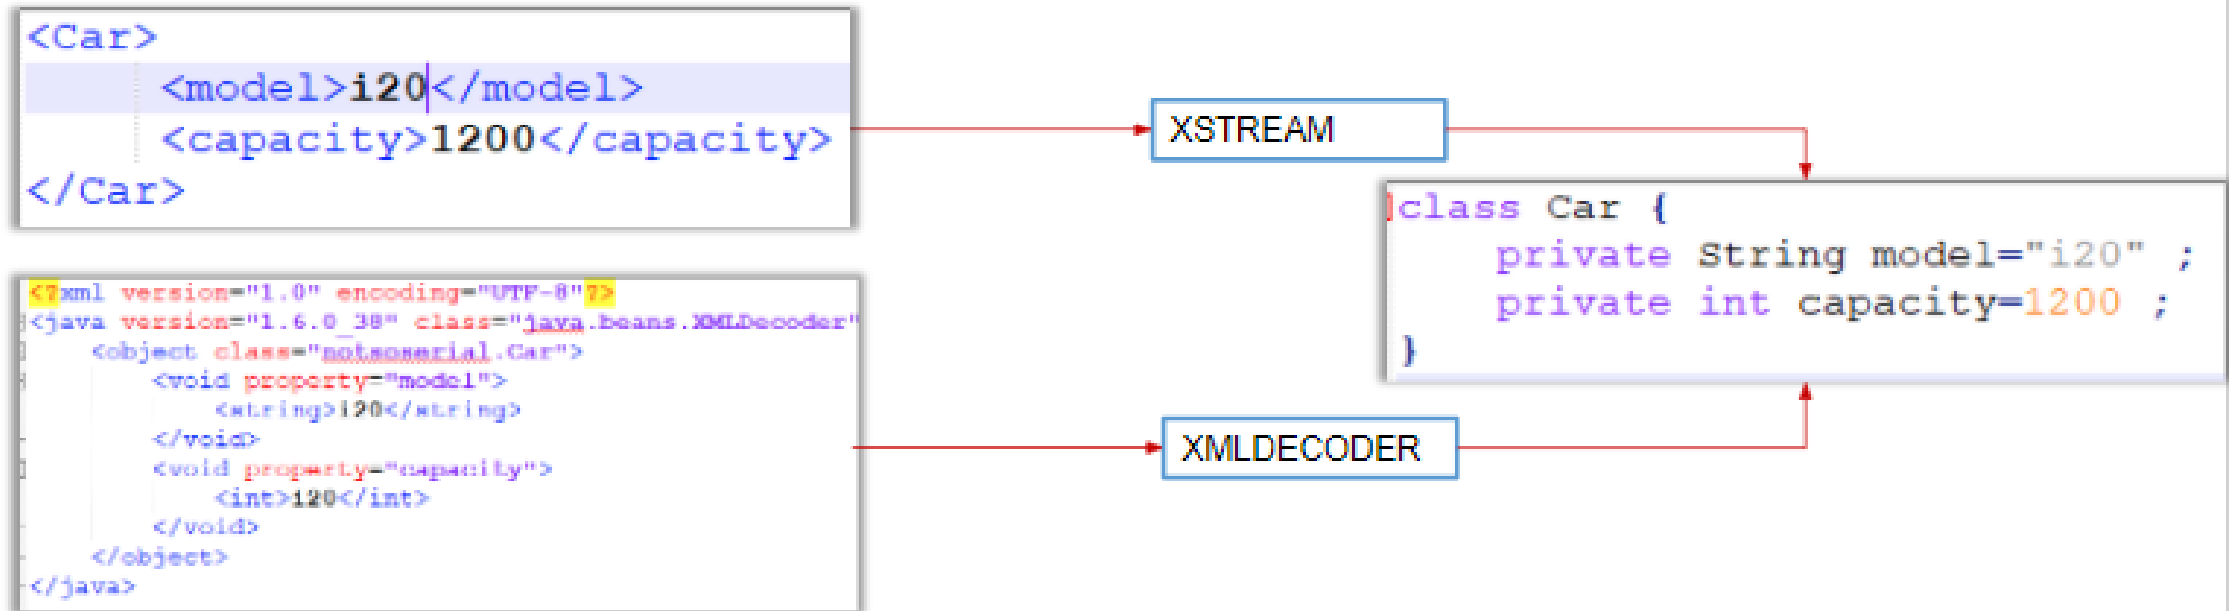 <Car>
<model>i20</model>
<capacity>1200</capacity>
</Car>
XSTREAM
class Car {
private String model="i20" ;
private int capacity=1200 ;
}
<?xml version="1.0" encoding="UTF-8"?>
<java version="1.6.0_38" class="java.beans.XMLDecoder"
<object class="notsoserial.Car">
<void property="model">
<string>i20</string>
</void>
<void property="capacity">
<int>i20</int>
</void>
</object>
</java>
XMLDECODER